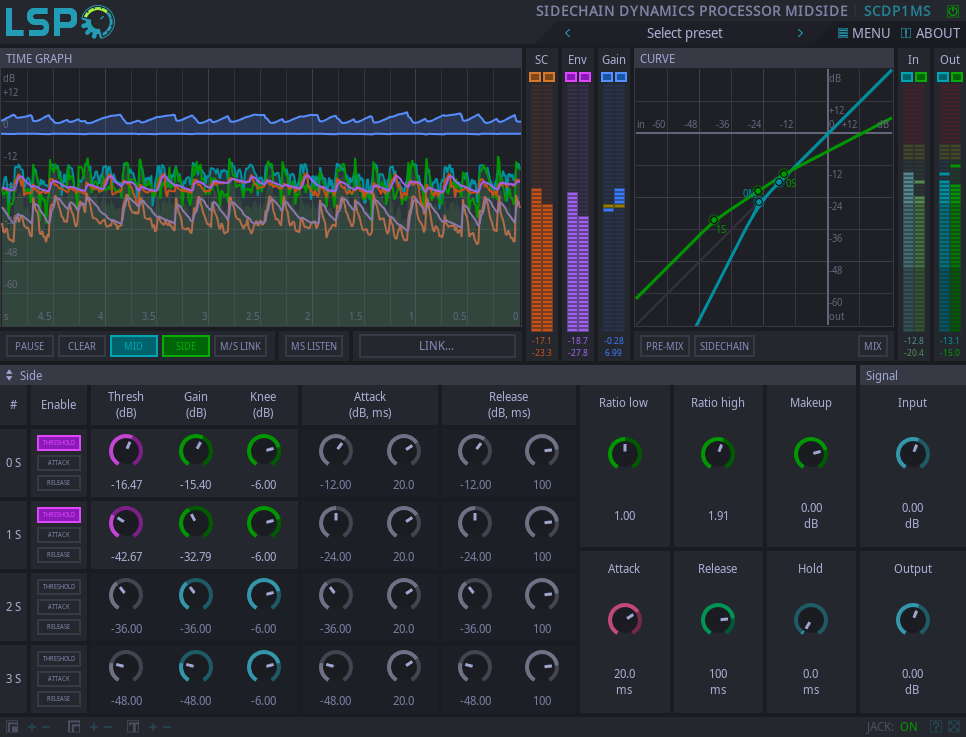 LSP
SIDECHAIN DYNAMICS PROCESSOR MIDSIDE SCDP1MS
< Select preset > MENU ABOUT
TIME GRAPH
SC Env Gain
CURVE
In Out
dB
+12
0
-12
-48
-60
s 4.5 4 3.5 3 2.5 2 1.5 1 0.5 0
dB
+12
in -60 -48 -36 -24 -12 0 +12 dB
-12
-24
-36
-48
-60
out
0S
1S
-17.1 -18.7 -0.28 -12.8 -13.1
-23.3 -27.8 6.99 -20.4 -15.0
PAUSE CLEAR MID SIDE M/S LINK MS LISTEN LINK...
PRE-MIX SIDECHAIN MIX
Side
Signal
# Enable Thresh (dB) Gain (dB) Knee (dB) Attack (dB, ms) Release (dB, ms)
0 S THRESHOLD ATTACK RELEASE
-16.47 -15.40 -6.00 -12.00 20.0 -12.00 100
1 S THRESHOLD ATTACK RELEASE
-42.67 -32.79 -6.00 -24.00 20.0 -24.00 100
2 S THRESHOLD ATTACK RELEASE
-36.00 -36.00 -6.00 -36.00 20.0 -36.00 100
3 S THRESHOLD ATTACK RELEASE
-48.00 -48.00 -6.00 -48.00 20.0 -48.00 100
Ratio low Ratio high Makeup Input
1.00 1.91 0.00 dB 0.00 dB
Attack Release Hold Output
20.0 ms 100 ms 0.0 ms 0.00 dB
JACK: ON